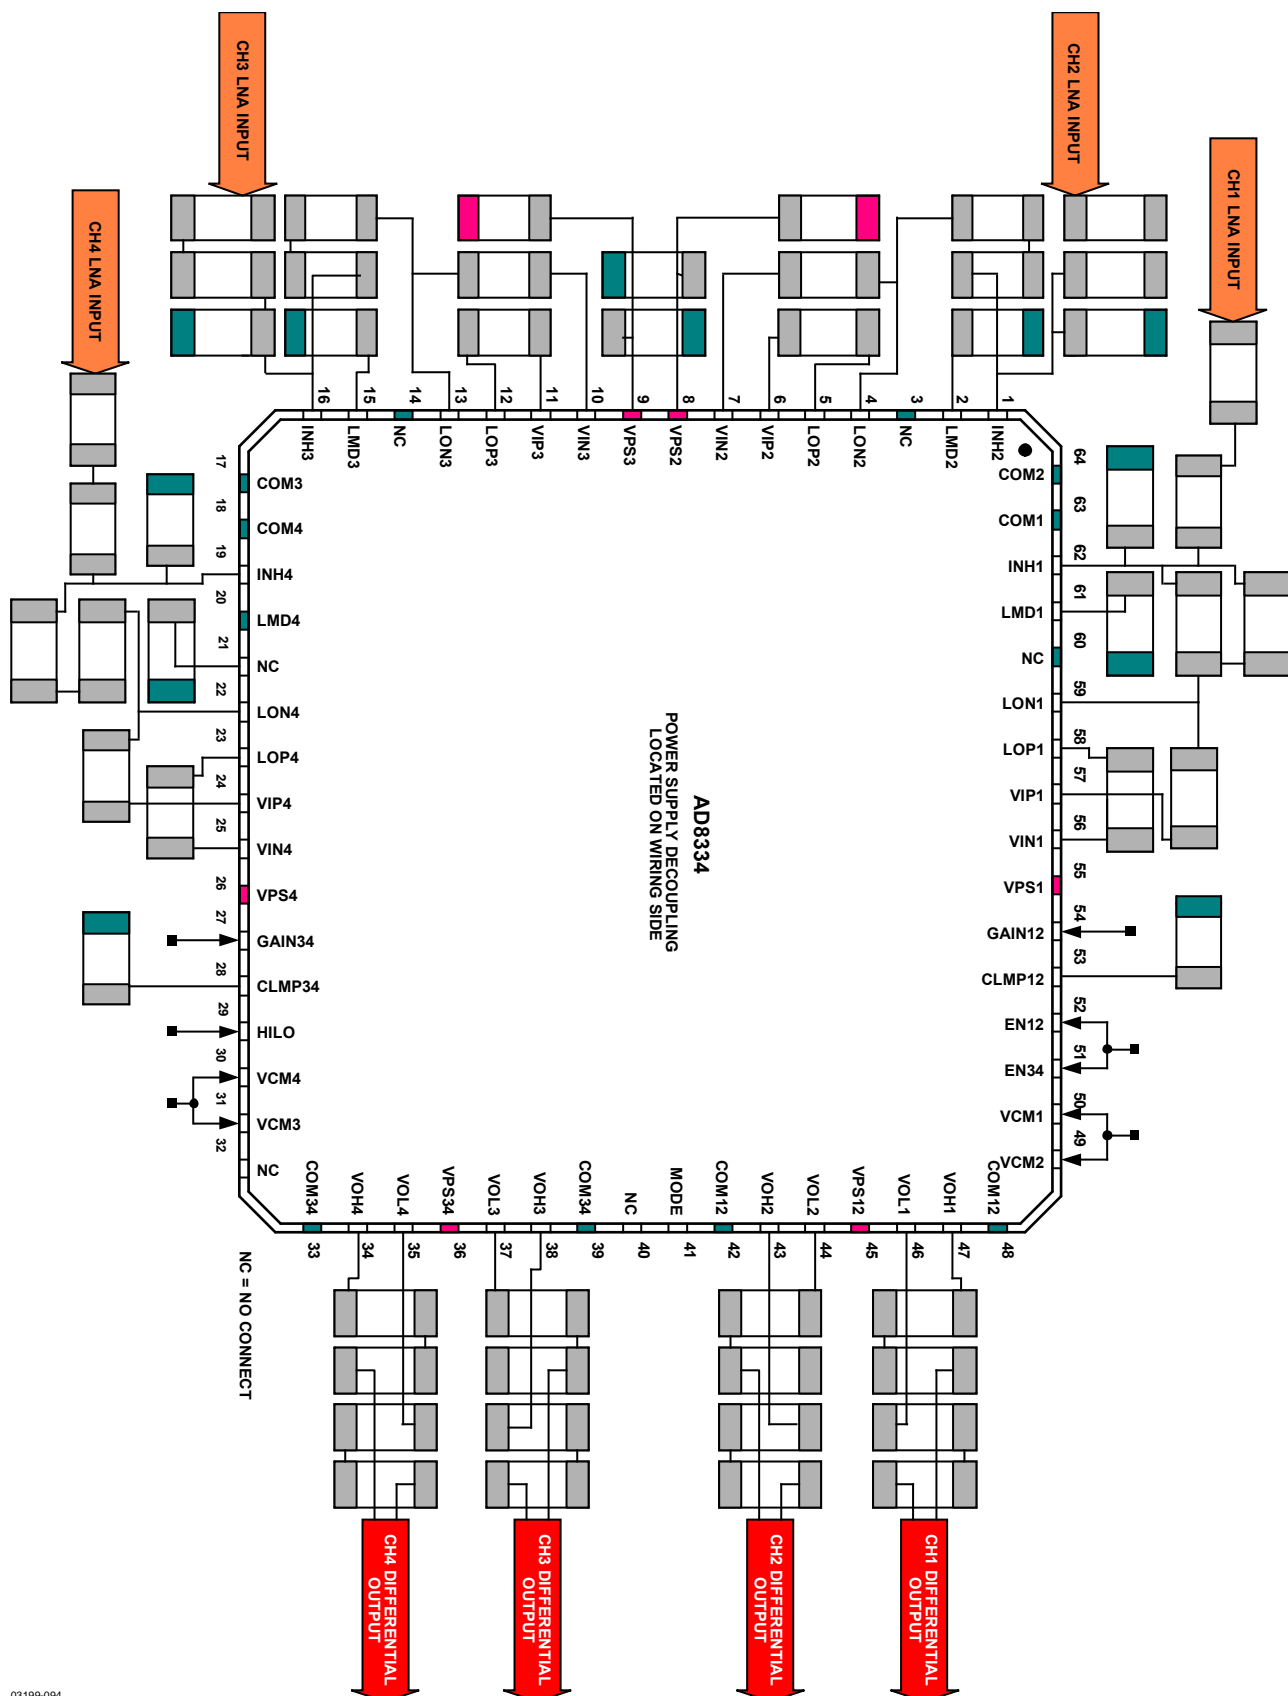 CH3 LNA INPUT
CH2 LNA INPUT
CH1 LNA INPUT
CH4 LNA INPUT
16
15
14
13
12
11
10
9
8
7
6
5
4
3
2
1
INH3
LMD3
NC
LON3
LOP3
VIP3
VIN3
VPS3
VPS2
VIN2
VIP2
LOP2
LON2
NC
LMD2
INH2
17
COM3
18
COM4
19
INH4
20
LMD4
21
NC
22
LON4
23
LOP4
24
VIP4
25
VIN4
26
VPS4
27
GAIN34
28
CLMP34
29
HILO
30
VCM4
31
VCM3
32
NC
64
COM2
63
COM1
62
INH1
61
LMD1
60
NC
59
LON1
58
LOP1
57
VIP1
56
VIN1
55
VPS1
54
GAIN12
53
CLMP12
52
EN12
51
EN34
50
VCM1
49
VCM2
AD8334
POWER SUPPLY DECOUPLING
LOCATED ON WIRING SIDE
COM34
VOH4
VOL4
VPS34
VOL3
VOH3
COM34
NC
MODE
COM12
VOH2
VOL2
VPS12
VOL1
VOH1
COM12
33
34
35
36
37
38
39
40
41
42
43
44
45
46
47
48
NC = NO CONNECT
CH4 DIFFERENTIAL
OUTPUT
CH3 DIFFERENTIAL
OUTPUT
CH2 DIFFERENTIAL
OUTPUT
CH1 DIFFERENTIAL
OUTPUT
03199-094